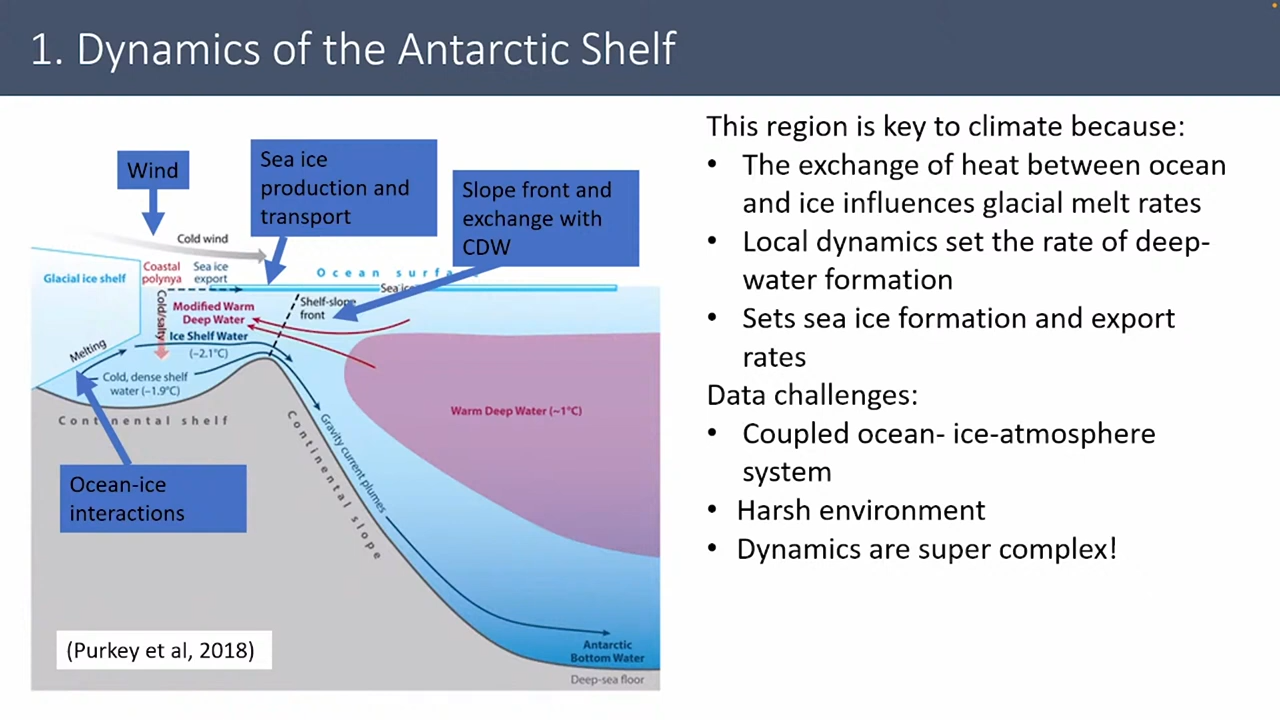 1. Dynamics of the Antarctic Shelf
Wind
Sea ice
production and
transport
Slope front and
exchange with
CDW
Cold wind
Glacial ice shelf
Coastal
polynya
Sea ice
export
Ocean surf
Sea ice
Cold/salty
Modified Warm
Deep Water
Shelf-slope
front
Ice Shelf Water
(−2.1°C)
Melting
Cold, dense shelf
water (−1.9°C)
Continental shelf
Warm Deep Water (~1°C)
Gravity current plumes
Continental slope
Ocean-ice
interactions
(Purkey et al, 2018)
Antarctic
Bottom Water
Deep-sea floor
This region is key to climate because:
• The exchange of heat between ocean
and ice influences glacial melt rates
• Local dynamics set the rate of deep-
water formation
• Sets sea ice formation and export
rates
Data challenges:
• Coupled ocean- ice-atmosphere
system
• Harsh environment
• Dynamics are super complex!